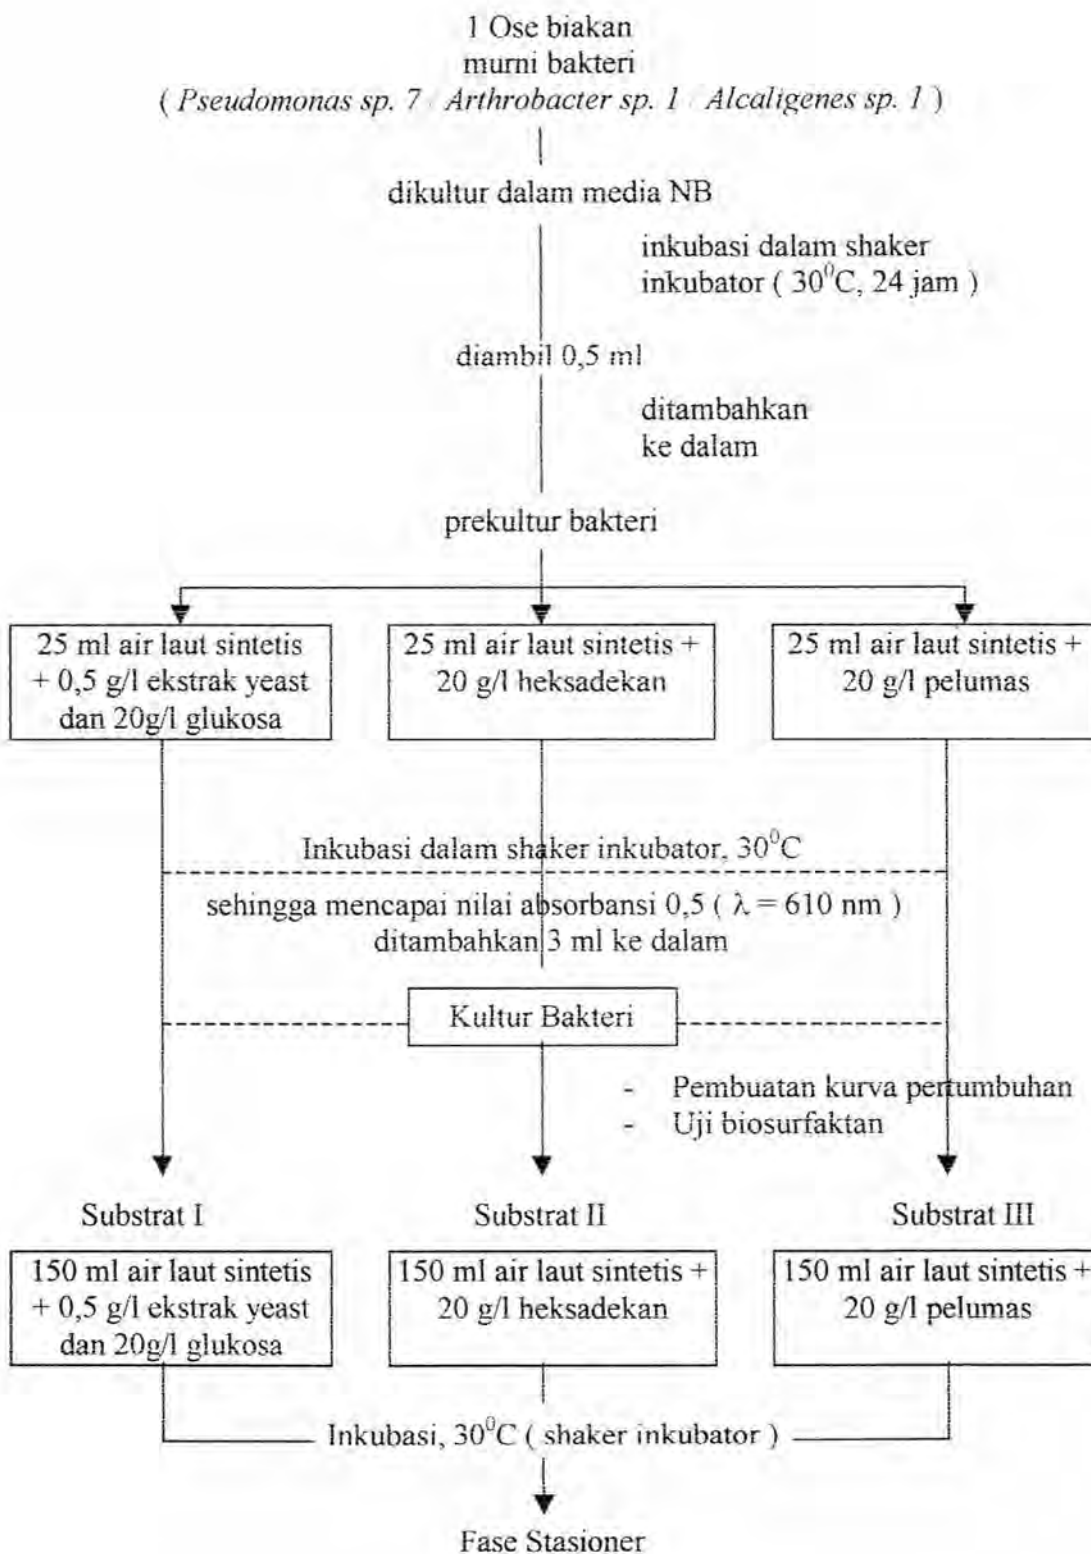 1 Ose biakan
murni bakteri
( Pseudomonas sp. 7 / Arthrobacter sp. 1 / Alcaligenes sp. 1 )
dikultur dalam media NB
inkubasi dalam shaker
inkubator ( 30⁰C, 24 jam )
diambil 0,5 ml
ditambahkan
ke dalam
prekultur bakteri
25 ml air laut sintetis
+ 0,5 g/l ekstrak yeast
dan 20g/l glukosa
25 ml air laut sintetis +
20 g/l heksadekan
25 ml air laut sintetis +
20 g/l pelumas
Inkubasi dalam shaker inkubator, 30⁰C
sehingga mencapai nilai absorbansi 0,5 ( λ = 610 nm )
ditambahkan 3 ml ke dalam
Kultur Bakteri
- Pembuatan kurva pertumbuhan
- Uji biosurfaktan
Substrat I
Substrat II
Substrat III
150 ml air laut sintetis
+ 0,5 g/l ekstrak yeast
dan 20g/l glukosa
150 ml air laut sintetis +
20 g/l heksadekan
150 ml air laut sintetis +
20 g/l pelumas
Inkubasi, 30⁰C ( shaker inkubator )
Fase Stasioner